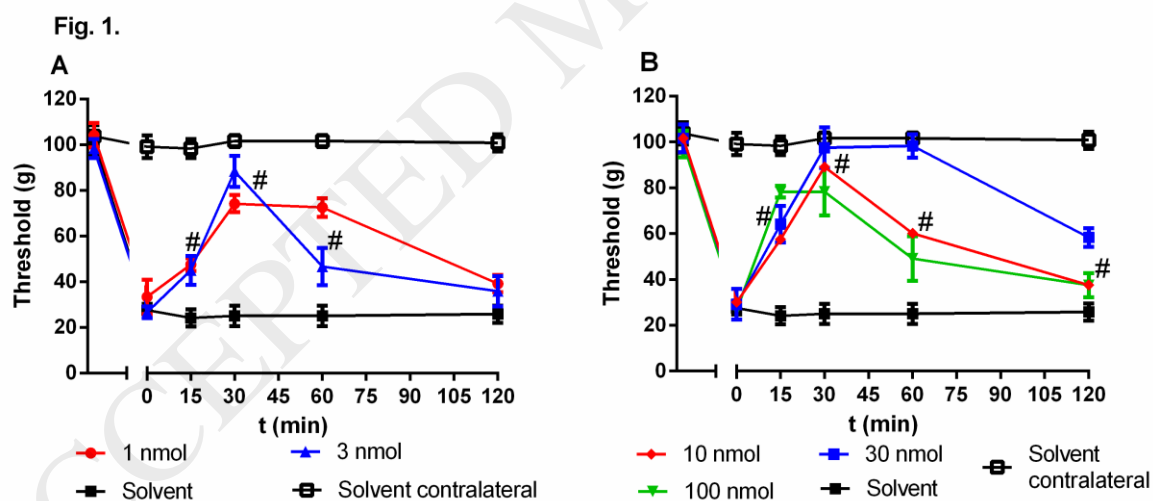 Fig. 1.
A
120
100
80
60
40
20
0
Threshold (g)
#
#
#
0 15 30 45 60 75 90 105 120
t (min)
1 nmol 3 nmol
Solvent Solvent contralateral
B
120
100
80
60
40
20
0
Threshold (g)
#
#
#
#
0 15 30 45 60 75 90 105 120
t (min)
10 nmol 30 nmol Solvent
100 nmol Solvent contralateral
CCEPTED M